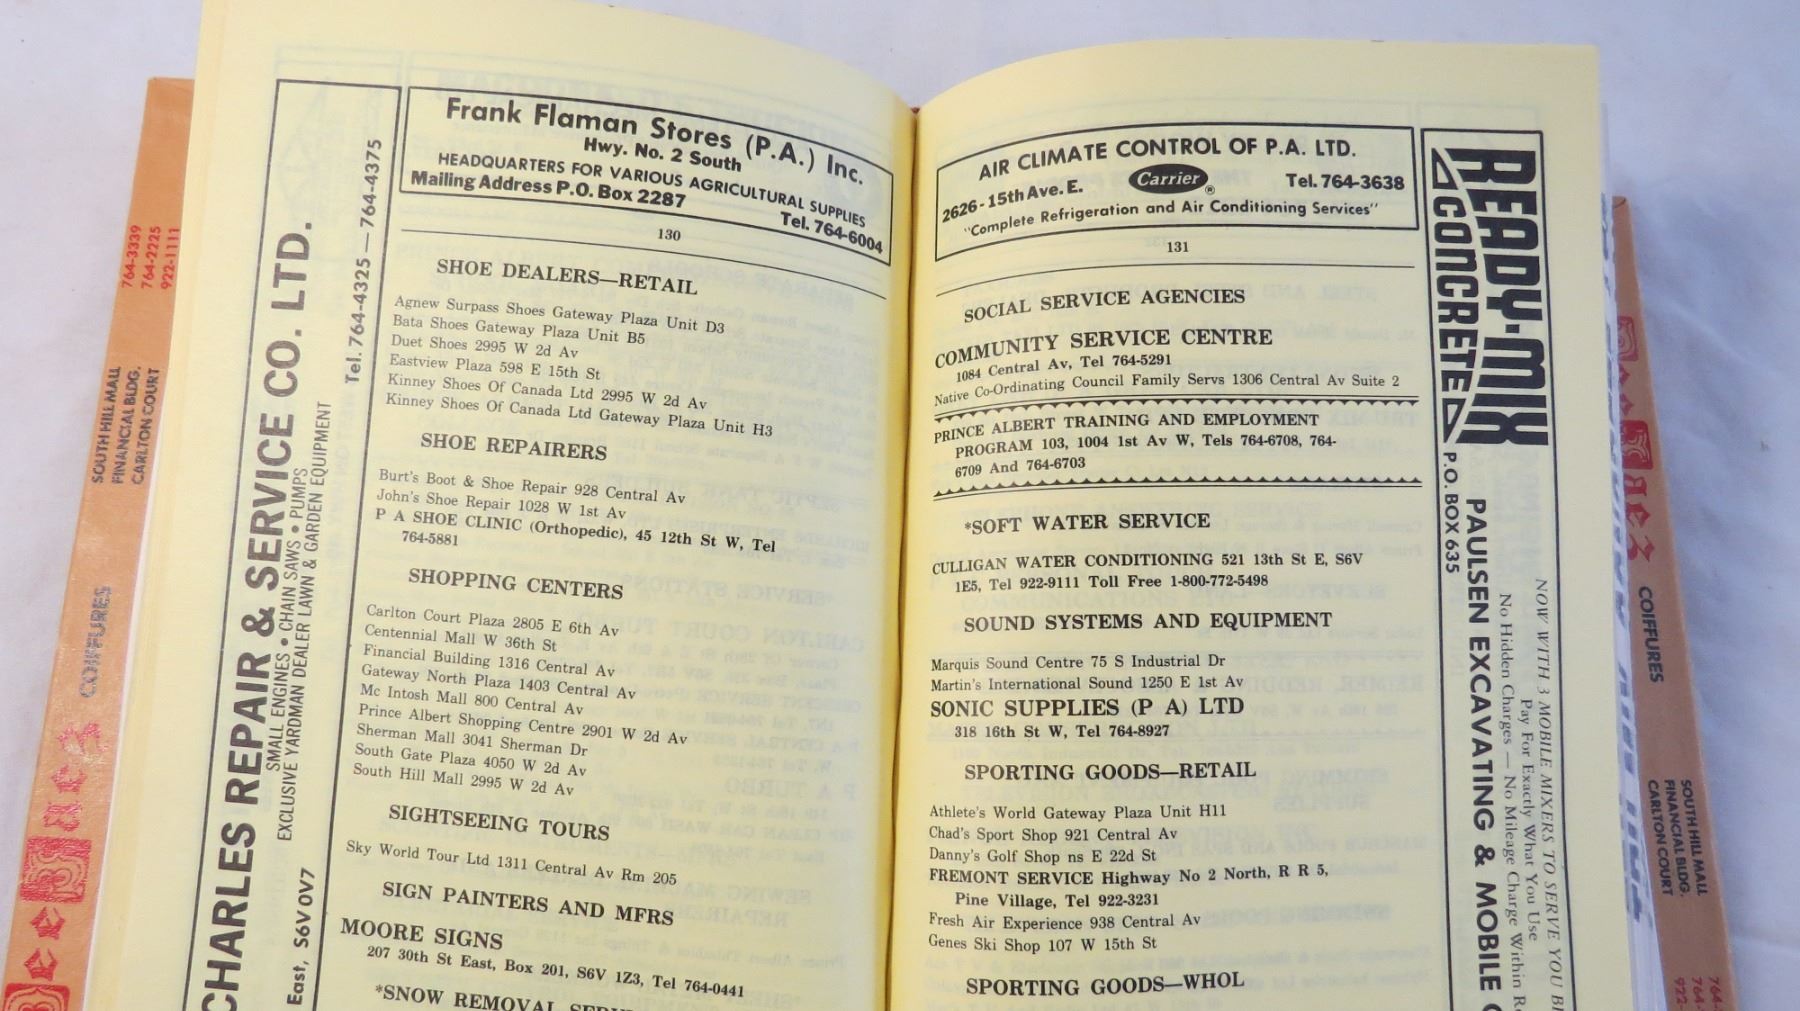 Frank Flaman Stores (P.A.) Inc.
Hwy. No. 2 South
HEADQUARTERS FOR VARIOUS AGRICULTURAL SUPPLIES
Mailing Address P.O. Box 2287 Tel. 764-6004
130
SHOE DEALERS—RETAIL
Agnew Surpass Shoes Gateway Plaza Unit D3
Bata Shoes Gateway Plaza Unit B5
Duet Shoes 2995 W 2d Av
Eastview Plaza 598 E 15th St
Kinney Shoes Of Canada Ltd 2995 W 2d Av
Kinney Shoes Of Canada Ltd Gateway Plaza Unit H3
SHOE REPAIRERS
Burt's Boot & Shoe Repair 928 Central Av
John's Shoe Repair 1028 W 1st Av
P A SHOE CLINIC (Orthopedic), 45 12th St W, Tel
764-5881
SHOPPING CENTERS
Carlton Court Plaza 2805 E 6th Av
Centennial Mall W 36th St
Financial Building 1316 Central Av
Gateway North Plaza 1403 Central Av
Mc Intosh Mall 800 Central Av
Prince Albert Shopping Centre 2901 W 2d Av
Sherman Mall 3041 Sherman Dr
South Gate Plaza 4050 W 2d Av
South Hill Mall 2995 W 2d Av
SIGHTSEEING TOURS
Sky World Tour Ltd 1311 Central Av Rm 205
SIGN PAINTERS AND MFRS
MOORE SIGNS
207 30th St East, Box 201, S6V 1Z3, Tel 764-0441
*SNOW REMOVAL
CHARLES REPAIR & SERVICE CO. LTD.
SMALL ENGINES • CHAIN SAWS • PUMPS
EXCLUSIVE YARDMAN DEALER LAWN & GARDEN EQUIPMENT
East, S6V 0V7 Tel. 764-4325 — 764-4375
COIFFURES
SOUTH HILL MALL 764-3339
FINANCIAL BLDG. 764-2225
CARLTON COURT 922-1111
AIR CLIMATE CONTROL OF P.A. LTD.
2626 - 15th Ave. E. Carrier ® Tel. 764-3638
"Complete Refrigeration and Air Conditioning Services"
131
SOCIAL SERVICE AGENCIES
COMMUNITY SERVICE CENTRE
1084 Central Av, Tel 764-5291
Native Co-Ordinating Council Family Servs 1306 Central Av Suite 2
PRINCE ALBERT TRAINING AND EMPLOYMENT
PROGRAM 103, 1004 1st Av W, Tels 764-6708, 764-
6709 And 764-6703
*SOFT WATER SERVICE
CULLIGAN WATER CONDITIONING 521 13th St E, S6V
1E5, Tel 922-9111 Toll Free 1-800-772-5498
SOUND SYSTEMS AND EQUIPMENT
Marquis Sound Centre 75 S Industrial Dr
Martin's International Sound 1250 E 1st Av
SONIC SUPPLIES (P A) LTD
318 16th St W, Tel 764-8927
SPORTING GOODS—RETAIL
Athlete's World Gateway Plaza Unit H11
Chad's Sport Shop 921 Central Av
Danny's Golf Shop ns E 22d St
FREMONT SERVICE Highway No 2 North, R R 5,
Pine Village, Tel 922-3231
Fresh Air Experience 938 Central Av
Genes Ski Shop 107 W 15th St
SPORTING GOODS—WHOL
READY-MIX
CONCRETE
P.O. BOX 635
PAULSEN EXCAVATING & MOBILE
NOW WITH 3 MOBILE MIXERS TO SERVE YOU
Pay For Exactly What You Use
No Hidden Charges — No Mileage Charge Within
COIFFURES
SOUTH HILL MALL 764-
FINANCIAL BLDG. 764-
CARLTON COURT 922-